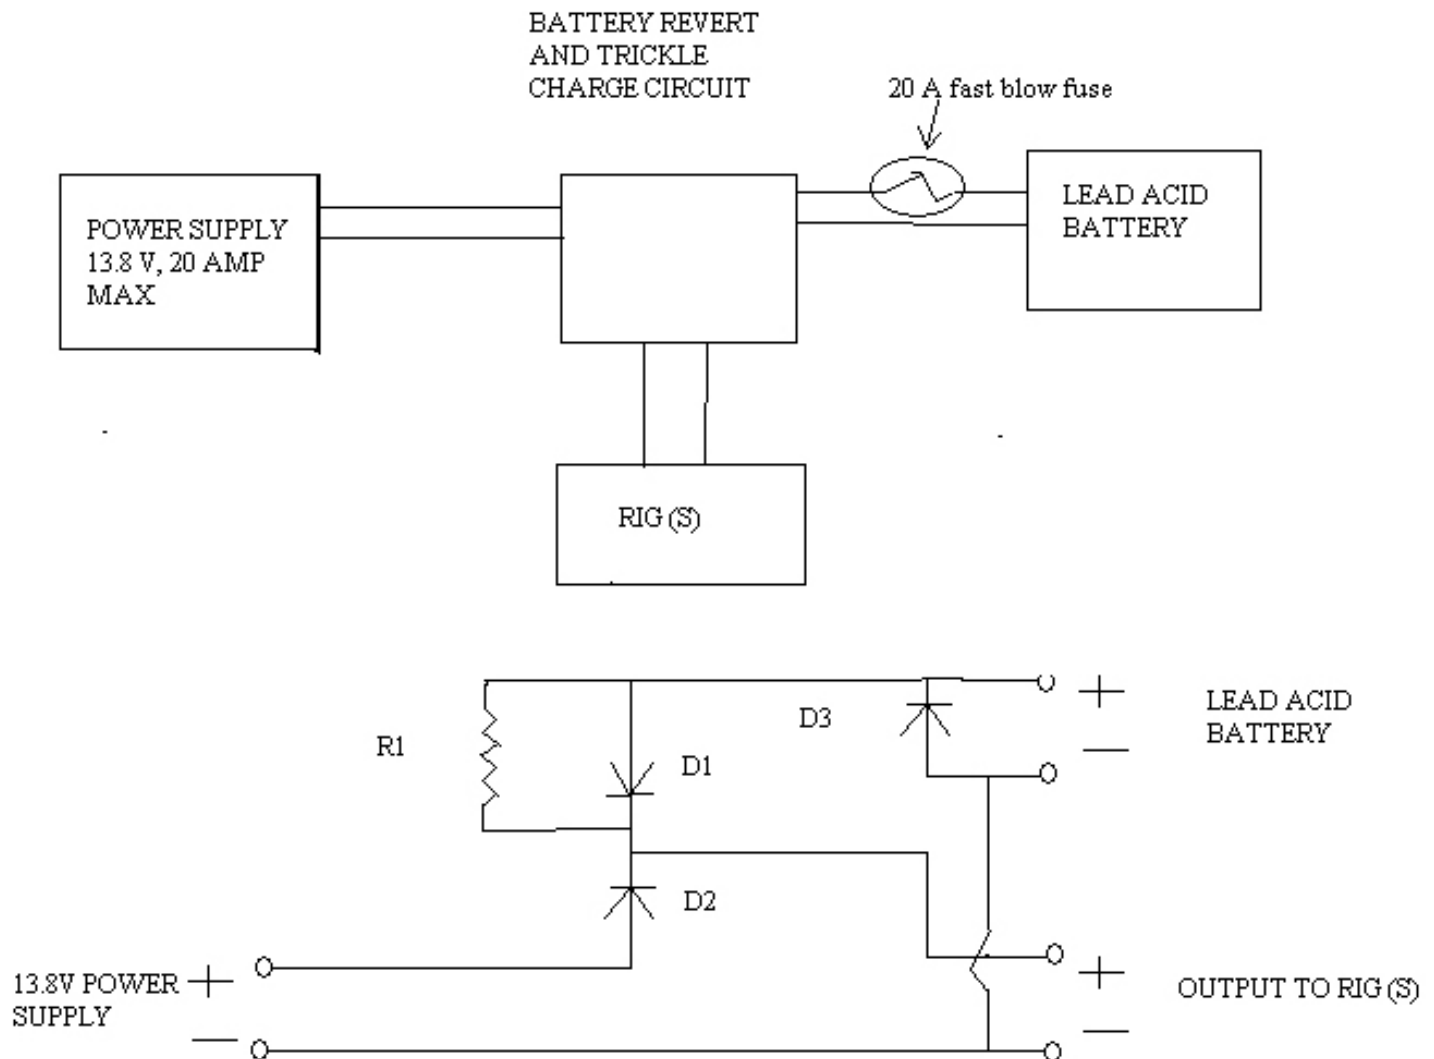 BATTERY REVERT
AND TRICKLE
CHARGE CIRCUIT
20 A fast blow fuse
POWER SUPPLY
13.8 V, 20 AMP
MAX
LEAD ACID
BATTERY
RIG (S)
R1
D1
D2
D3
+
−
LEAD ACID
BATTERY
13.8V POWER
SUPPLY
+
−
+
−
OUTPUT TO RIG (S)